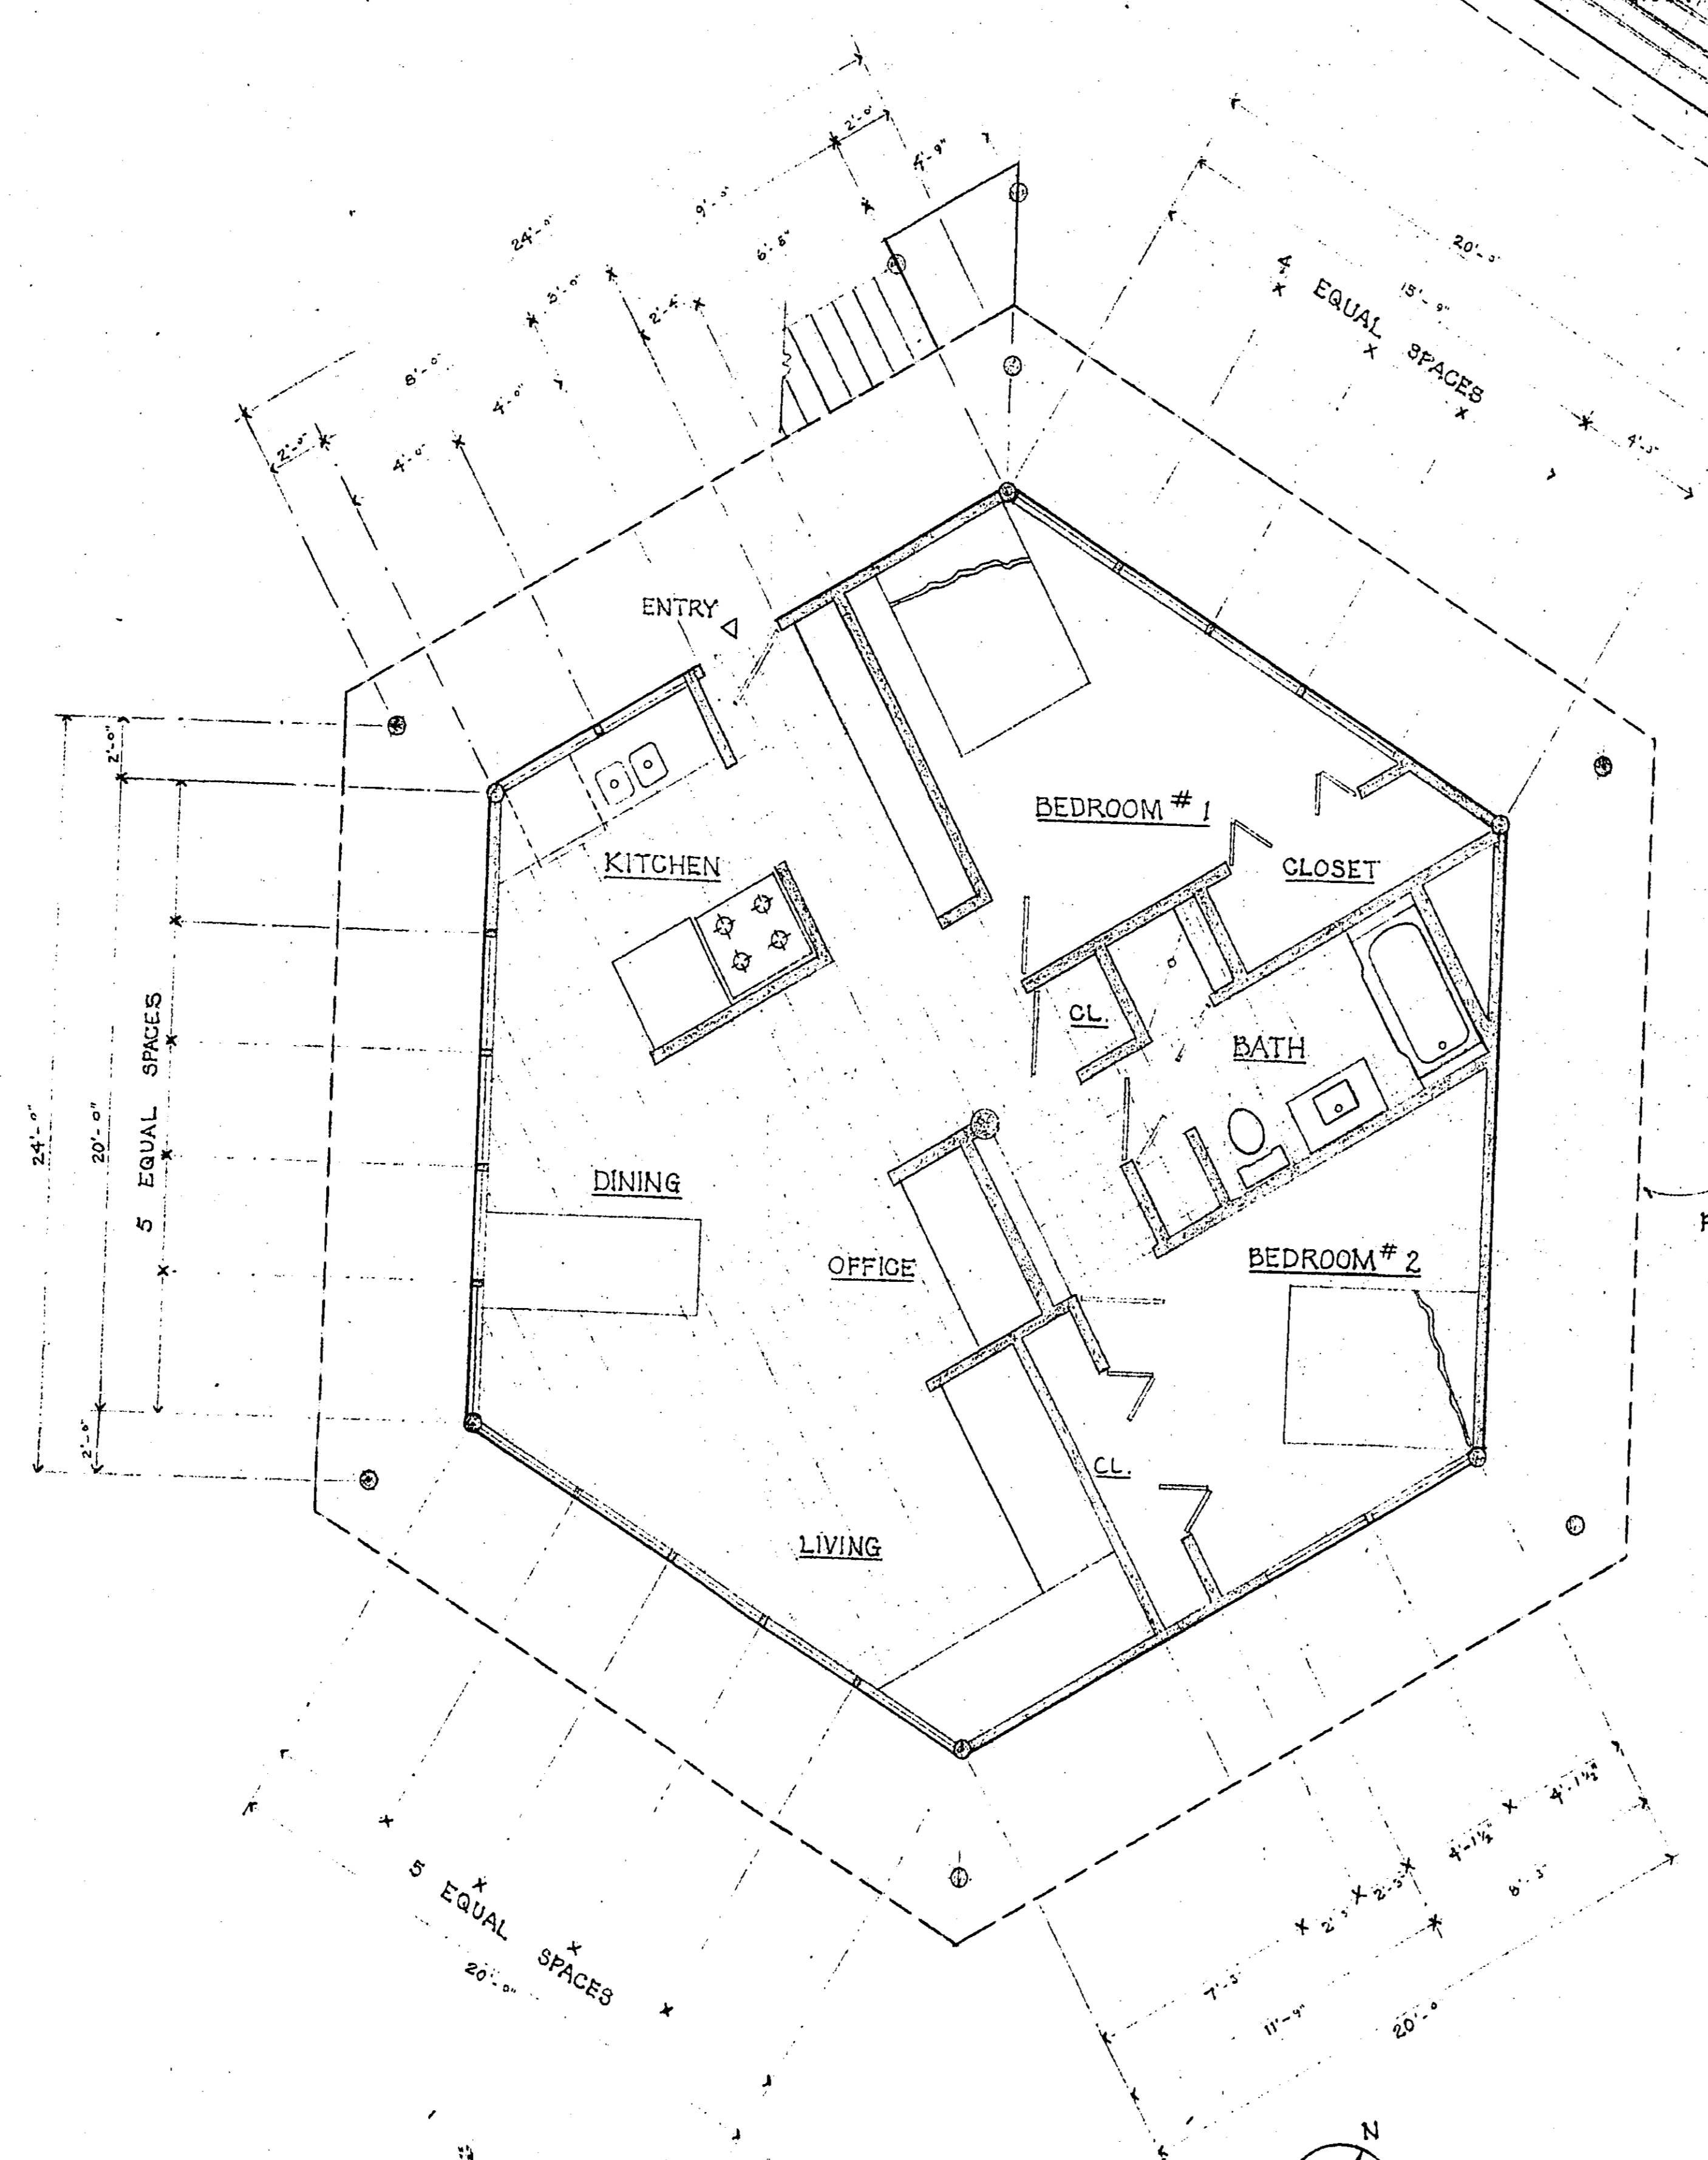 2'-0"
4'-9"
9'-0"
24'-0"
6'-8"
3'-0"
2'-4"
8'-0"
4'-0"
2'-0"
4'-0"
20'-0"
15'-9"
4 EQUAL SPACES
4'-3"
ENTRY
KITCHEN
BEDROOM #1
CLOSET
CL.
BATH
DINING
OFFICE
BEDROOM #2
CL.
LIVING
2'-0"
24'-0"
20'-0"
5 EQUAL SPACES
2'-0"
5 EQUAL SPACES
20'-0"
4'-1½"
4'-1½"
2'-3"
2'-3"
8'-3"
7'-3"
11'-9"
20'-0
N